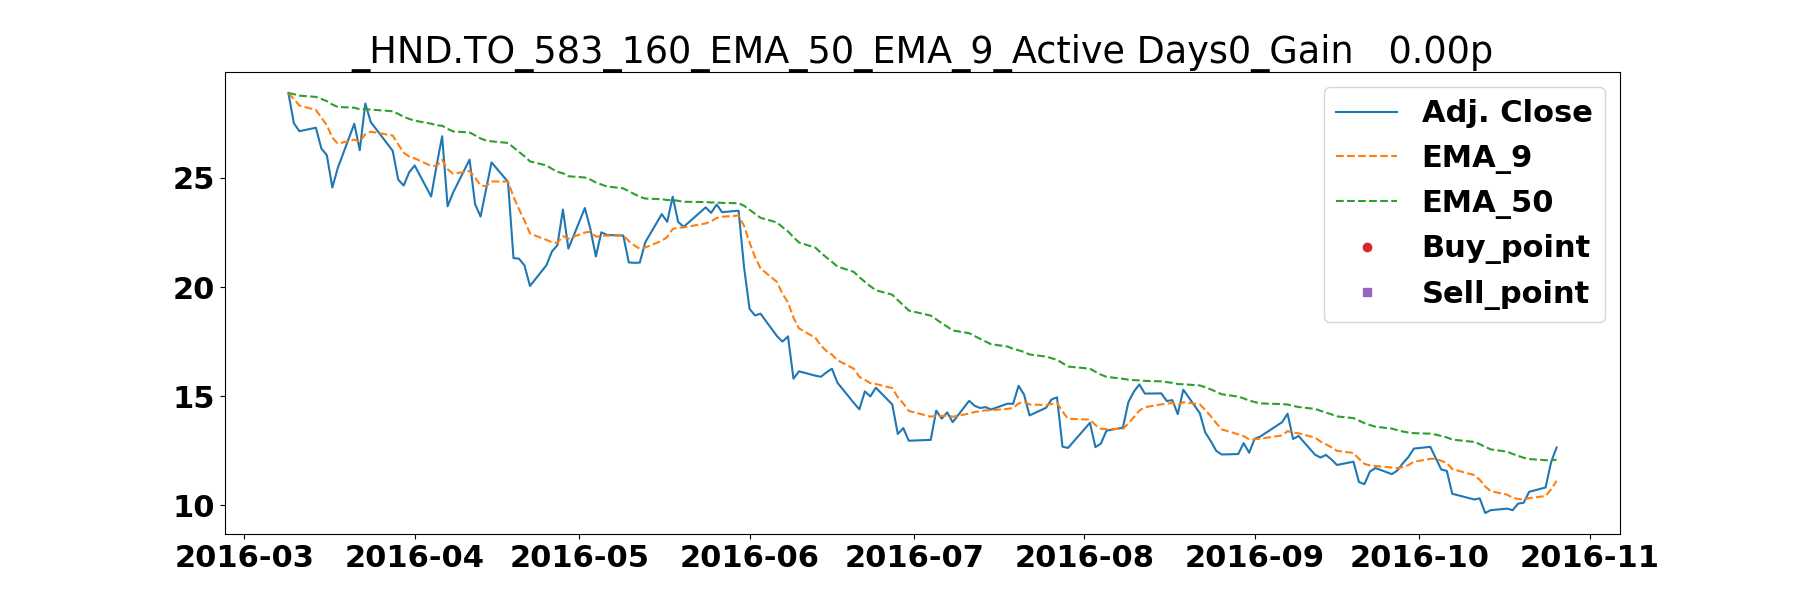 _HND.TO_583_160_EMA_50_EMA_9_Active Days0_Gain   0.00p
Adj. Close
EMA_9
EMA_50
Buy_point
Sell_point
25
20
15
10
2016-03 2016-04 2016-05 2016-06 2016-07 2016-08 2016-09 2016-10 2016-11